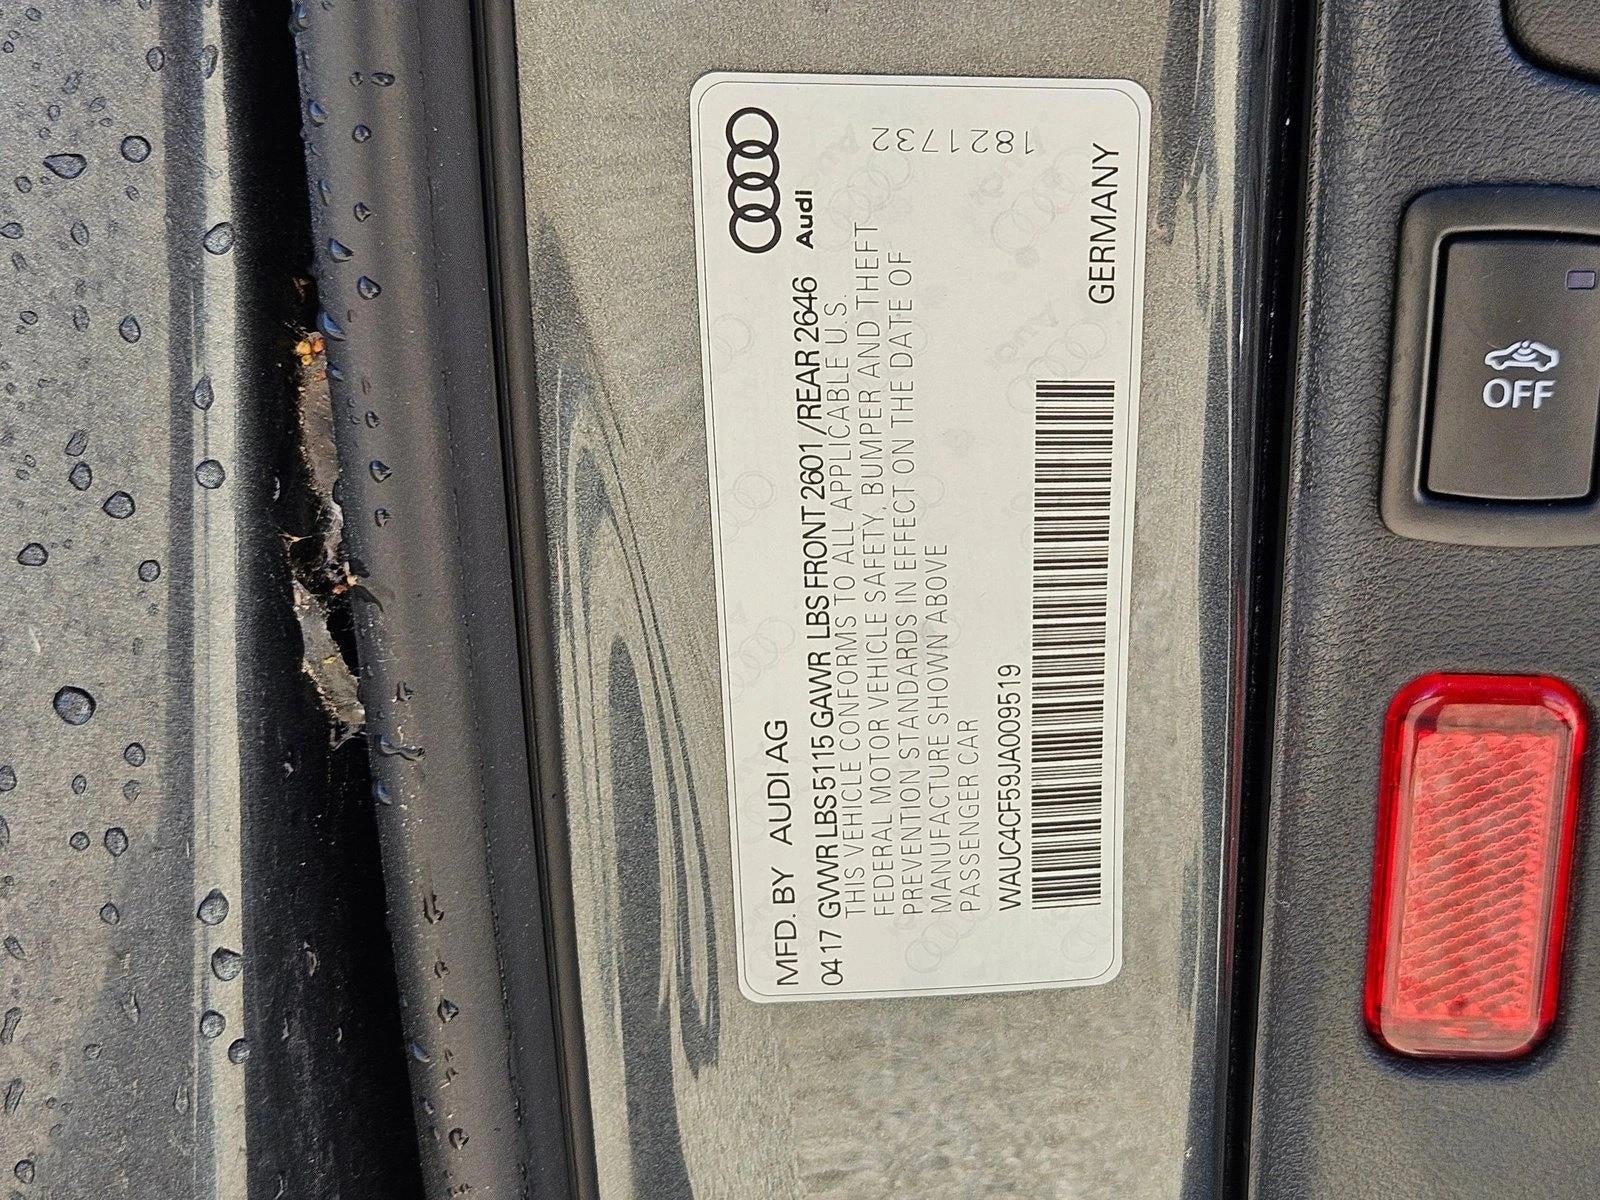 MFD. BY AUDI AG
04 17 GVWR LBS 5115 GAWR LBS FRONT 2601 /REAR 2646
Audi
THIS VEHICLE CONFORMS TO ALL APPLICABLE U.S.
FEDERAL MOTOR VEHICLE SAFETY, BUMPER AND THEFT
PREVENTION STANDARDS IN EFFECT ON THE DATE OF
MANUFACTURE SHOWN ABOVE
PASSENGER CAR
1821732
WAUC4CF59JA009519
GERMANY
OFF